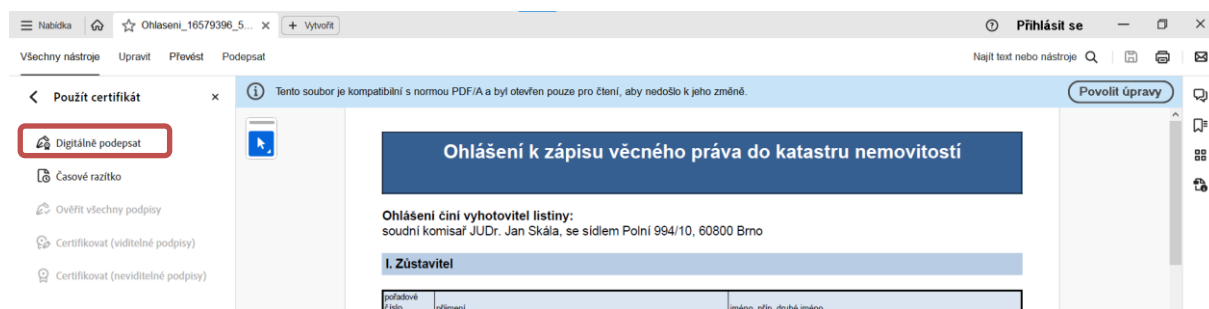 Nabídka
Ohlaseni_16579396_5...
Vytvořit
Přihlásit se
Všechny nástroje Upravit Převést Podepsat
Najít text nebo nástroje
Použít certifikát
Tento soubor je kompatibilní s normou PDF/A a byl otevřen pouze pro čtení, aby nedošlo k jeho změně.
Povolit úpravy
Digitálně podepsat
Časové razítko
Ověřit všechny podpisy
Certifikovat (viditelné podpisy)
Certifikovat (neviditelné podpisy)
Ohlášení k zápisu věcného práva do katastru nemovitostí
Ohlášení činí vyhotovitel listiny:
soudní komisař JUDr. Jan Skála, se sídlem Polní 994/10, 60800 Brno
I. Zůstavitel
pořadové
číslo příjmení jméno, příp. druhé jméno